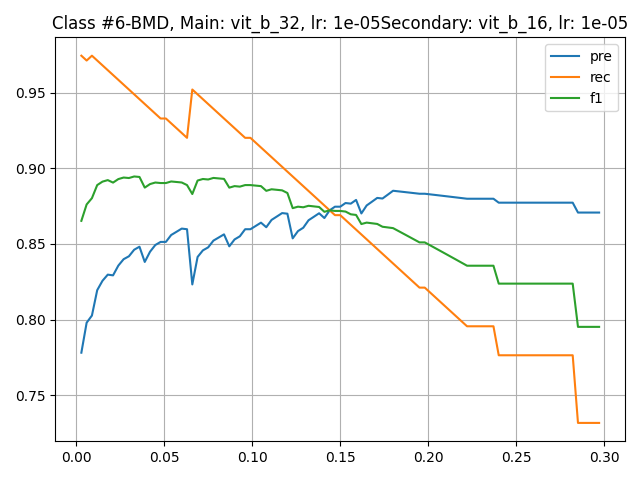 Class #6-BMD, Main: vit_b_32, lr: 1e-05Secondary: vit_b_16, lr: 1e-05
pre
rec
f1
0.95
0.90
0.85
0.80
0.75
0.00 0.05 0.10 0.15 0.20 0.25 0.30